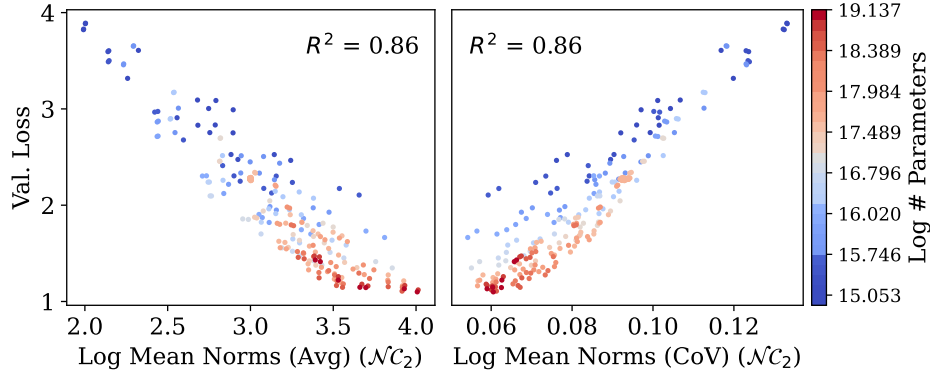 4
3
2
1
Val. Loss
R² = 0.86
2.0 2.5 3.0 3.5 4.0
Log Mean Norms (Avg) (𝒩𝒞₂)
R² = 0.86
0.06 0.08 0.10 0.12
Log Mean Norms (CoV) (𝒩𝒞₂)
19.137
18.389
17.984
17.489
16.796
16.020
15.746
15.053
Log # Parameters